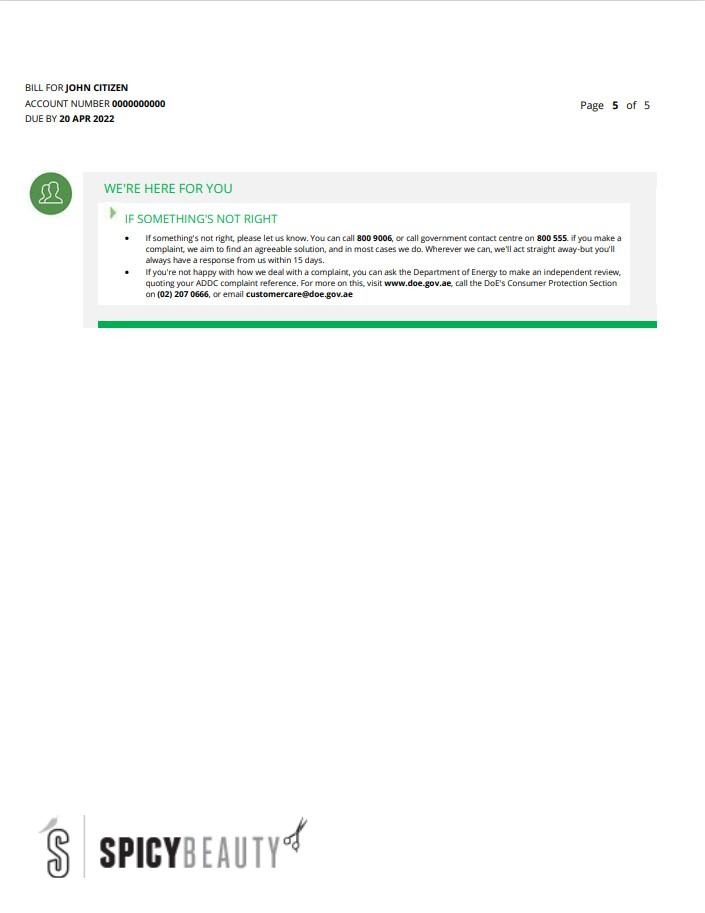 BILL FOR JOHN CITIZEN
ACCOUNT NUMBER 0000000000
DUE BY 20 APR 2022
Page 5 of 5
WE'RE HERE FOR YOU
IF SOMETHING'S NOT RIGHT
• If something's not right, please let us know. You can call 800 9006, or call government contact centre on 800 555. if you make a
complaint, we aim to find an agreeable solution, and in most cases we do. Wherever we can, we'll act straight away-but you'll
always have a response from us within 15 days.
• If you're not happy with how we deal with a complaint, you can ask the Department of Energy to make an independent review,
quoting your ADDC complaint reference. For more on this, visit www.doe.gov.ae, call the DoE's Consumer Protection Section
on (02) 207 0666, or email customercare@doe.gov.ae
S SPICYBEAUTY